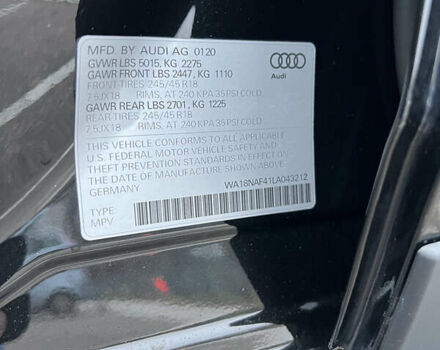 MFD. BY AUDI AG 0120
GVWR LBS 5015, KG 2275
GAWR FRONT LBS 2447, KG 1110
FRONT-TIRES 245/45 R18
7.5JX18 RIMS, AT 240 KPA 35PSI COLD
GAWR REAR LBS 2701, KG 1225
REAR-TIRES 245/45 R18
7.5JX18 RIMS, AT 240 KPA 35PSI COLD
Audi
THIS VEHICLE CONFORMS TO ALL APPLICABLE
U.S. FEDERAL MOTOR VEHICLE SAFETY AND
THEFT PREVENTION STANDARDS IN EFFECT
ON THE DATE OF MANUFACTURE SHOWN ABOVE.
GERMANY
WA18NAF41LA043212
TYPE:
MPV